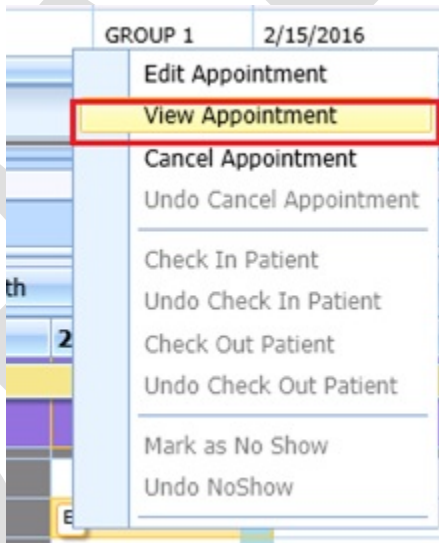 GROUP 1 2/15/2016
Edit Appointment
View Appointment
Cancel Appointment
Undo Cancel Appointment
Check In Patient
th
Undo Check In Patient
2
Check Out Patient
Undo Check Out Patient
Mark as No Show
Undo NoShow
E